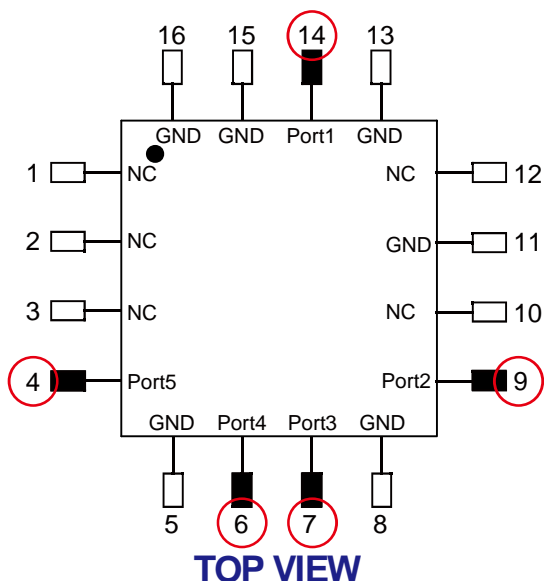 16 15 14 13
GND GND Port1 GND
1 NC NC 12
2 NC GND 11
3 NC NC 10
4 Port5 Port2 9
GND Port4 Port3 GND
5 6 7 8
TOP VIEW